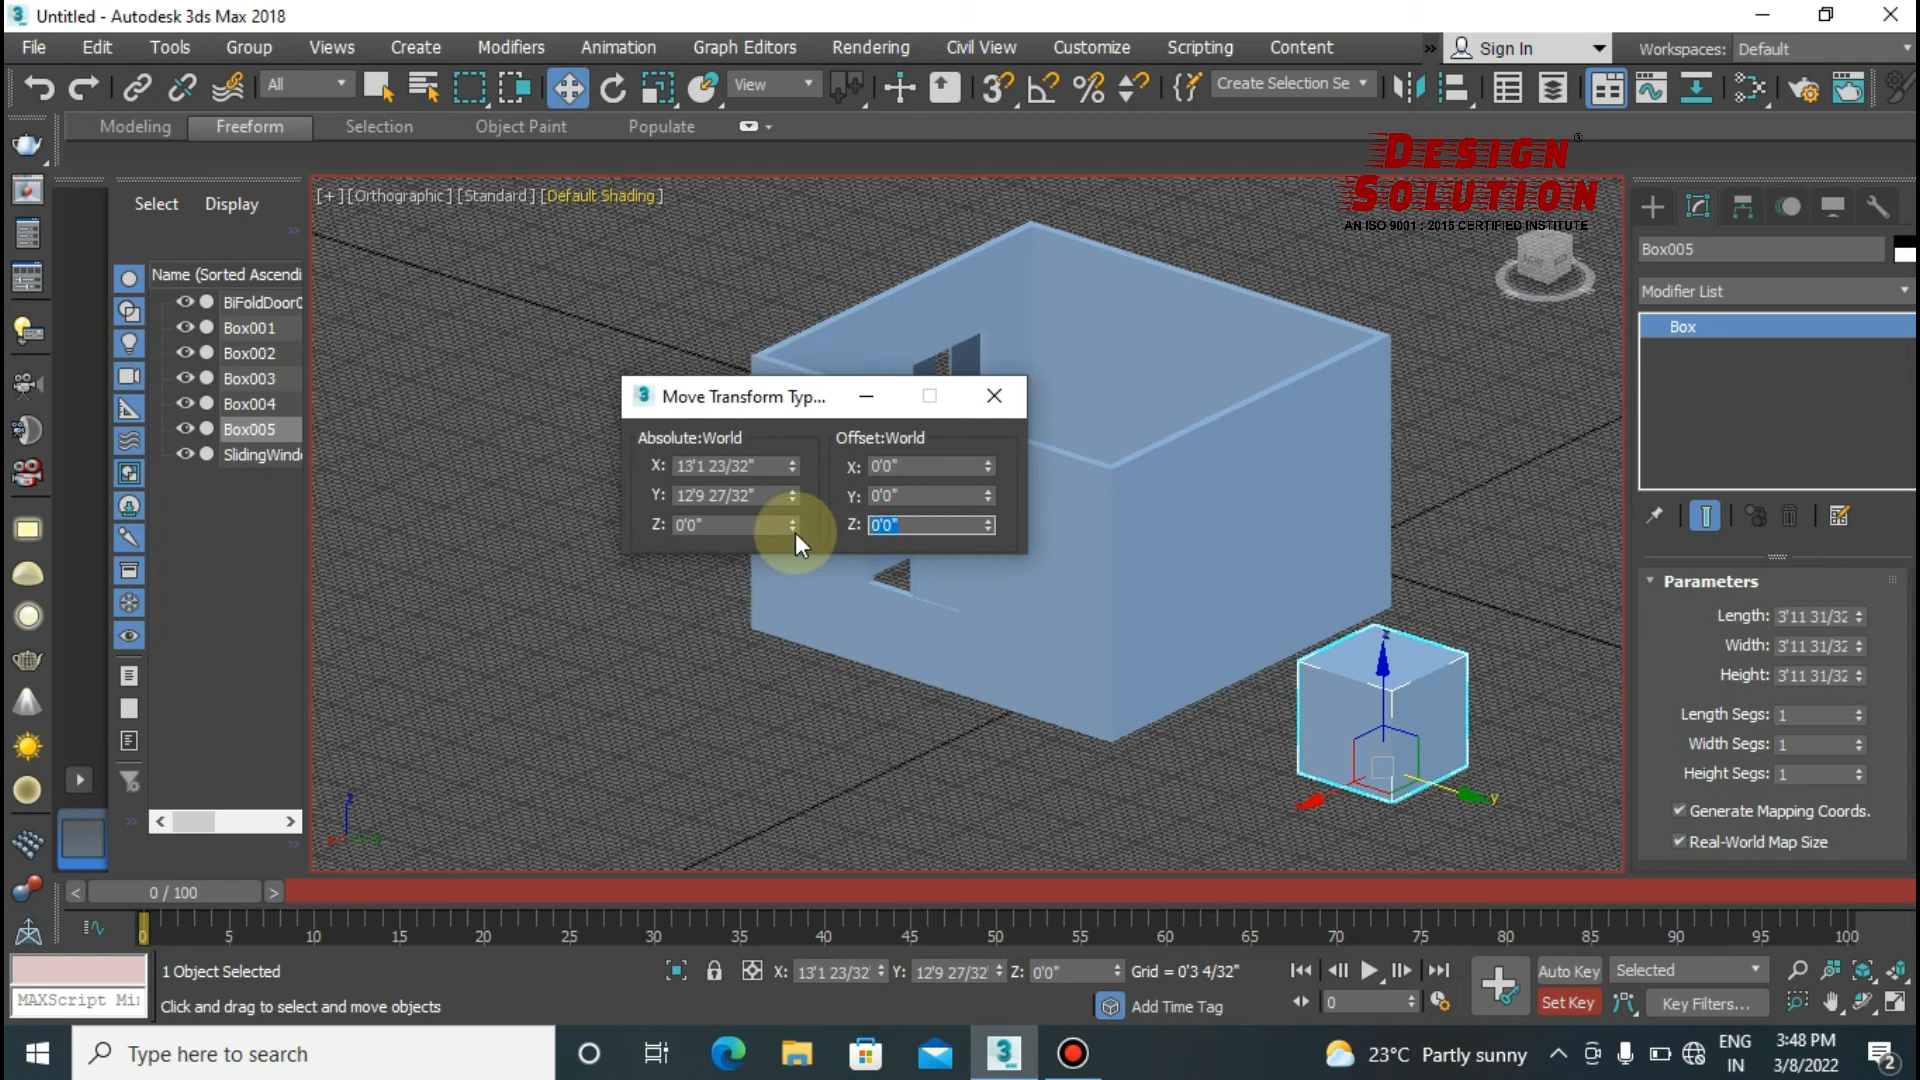 Untitled - Autodesk 3ds Max 2018
File Edit Tools Group Views Create Modifiers Animation Graph Editors Rendering Civil View Customize Scripting Content » Sign In Workspaces: Default
All View Create Selection Se
Modeling Freeform Selection Object Paint Populate
DESIGN ®
SOLUTION
AN ISO 9001 : 2015 CERTIFIED INSTITUTE
Select Display
[+] [Orthographic] [Standard] [Default Shading]
Name (Sorted Ascendi
BiFoldDoor0
Box001
Box002
Box003
Box004
Box005
SlidingWind
Move Transform Typ...
Absolute:World Offset:World
X: 13'1 23/32" X: 0'0"
Y: 12'9 27/32" Y: 0'0"
Z: 0'0" Z: 0'0"
z
y
Box005
Modifier List
Box
Parameters
Length: 3'11 31/32
Width: 3'11 31/32
Height: 3'11 31/32
Length Segs: 1
Width Segs: 1
Height Segs: 1
Generate Mapping Coords.
Real-World Map Size
< 0 / 100 >
0 5 10 15 20 25 30 35 40 45 50 55 60 65 70 75 80 85 90 95 100
1 Object Selected X: 13'1 23/32' Y: 12'9 27/32' Z: 0'0" Grid = 0'3 4/32" Auto Key Selected
MAXScript Mi Click and drag to select and move objects Add Time Tag 0 Set Key Key Filters...
Type here to search 23°C Partly sunny ENG IN 3:48 PM 3/8/2022 2